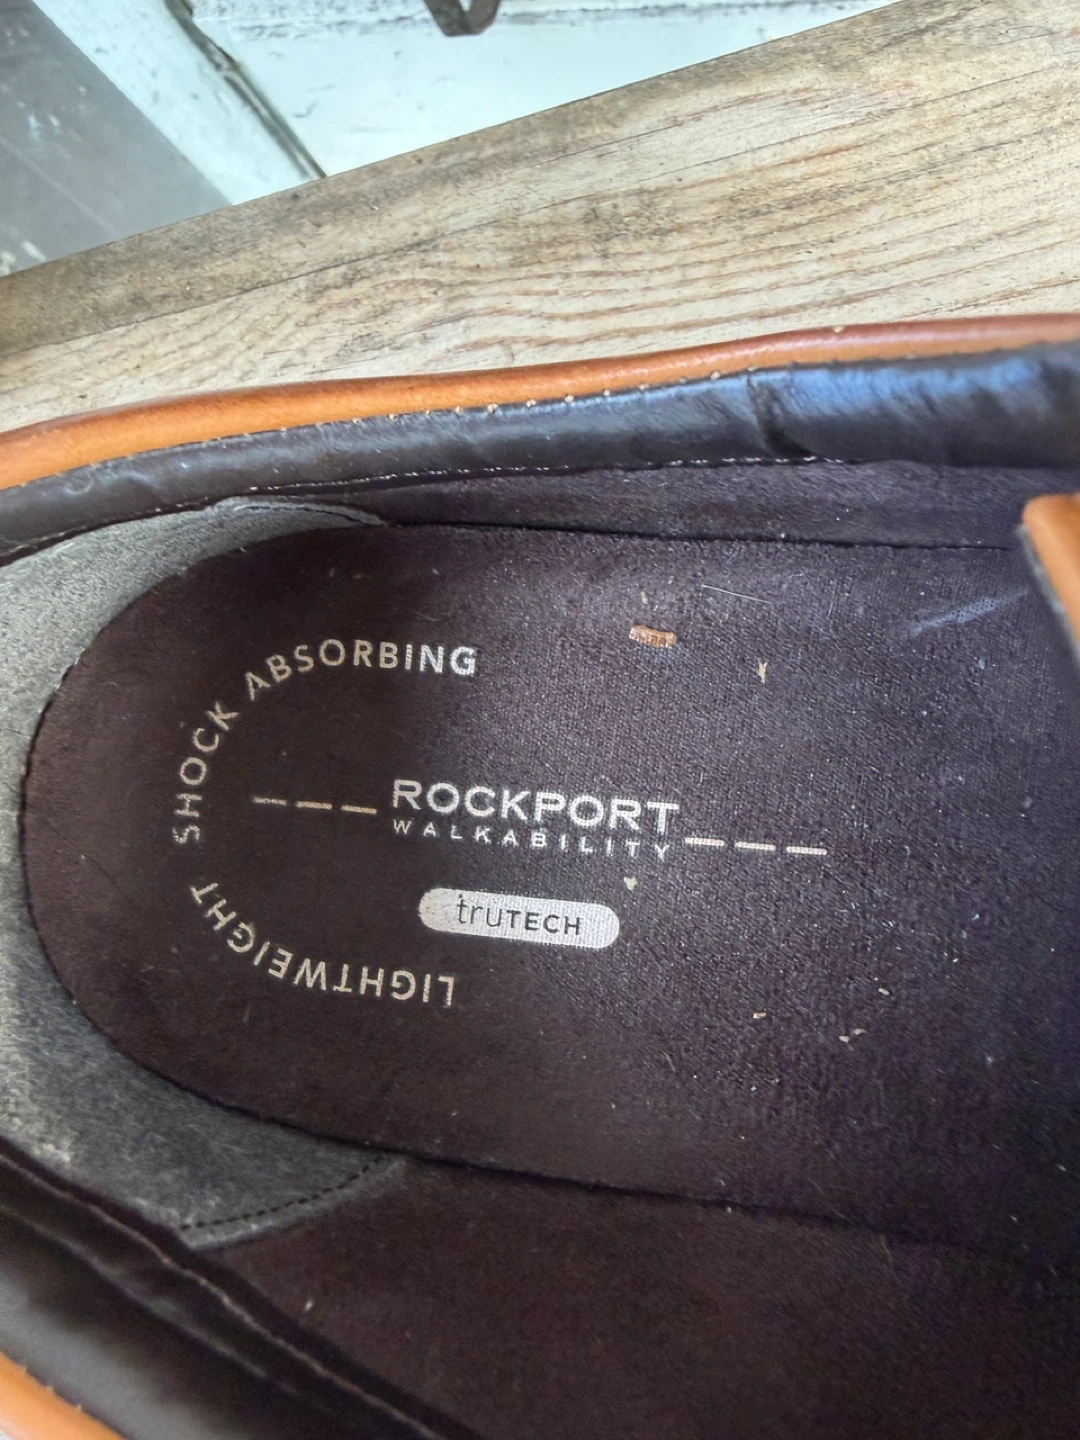 SHOCK ABSORBING
ROCKPORT
WALKABILITY
truTECH
LIGHTWEIGHT